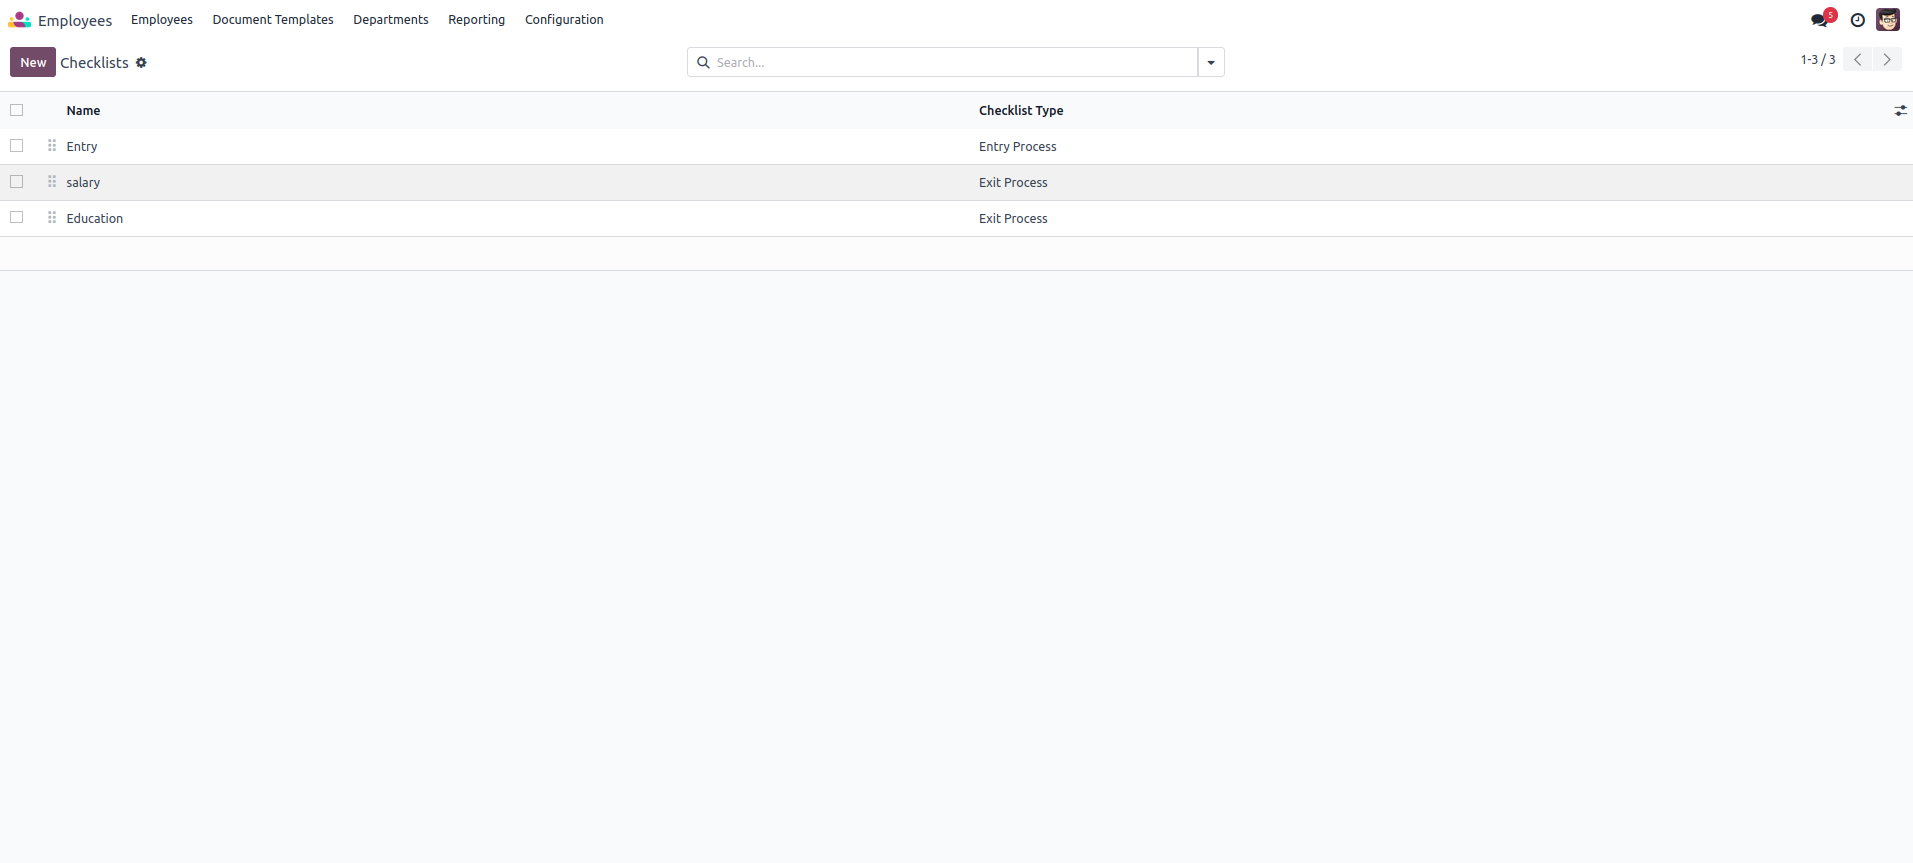 Employees Employees Document Templates Departments Reporting Configuration 5
New Checklists Search... 1-3 / 3
Name Checklist Type
Entry Entry Process
salary Exit Process
Education Exit Process